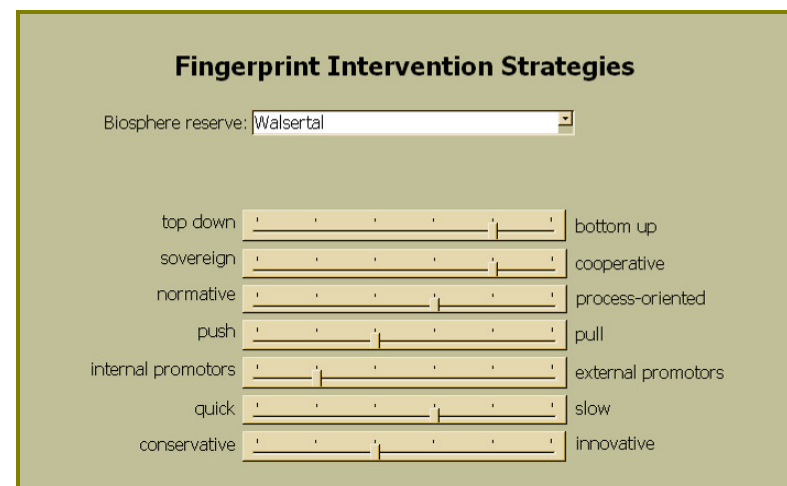 Fingerprint Intervention Strategies
Biosphere reserve: Walsertal
top down bottom up
sovereign cooperative
normative process-oriented
push pull
internal promotors external promotors
quick slow
conservative innovative